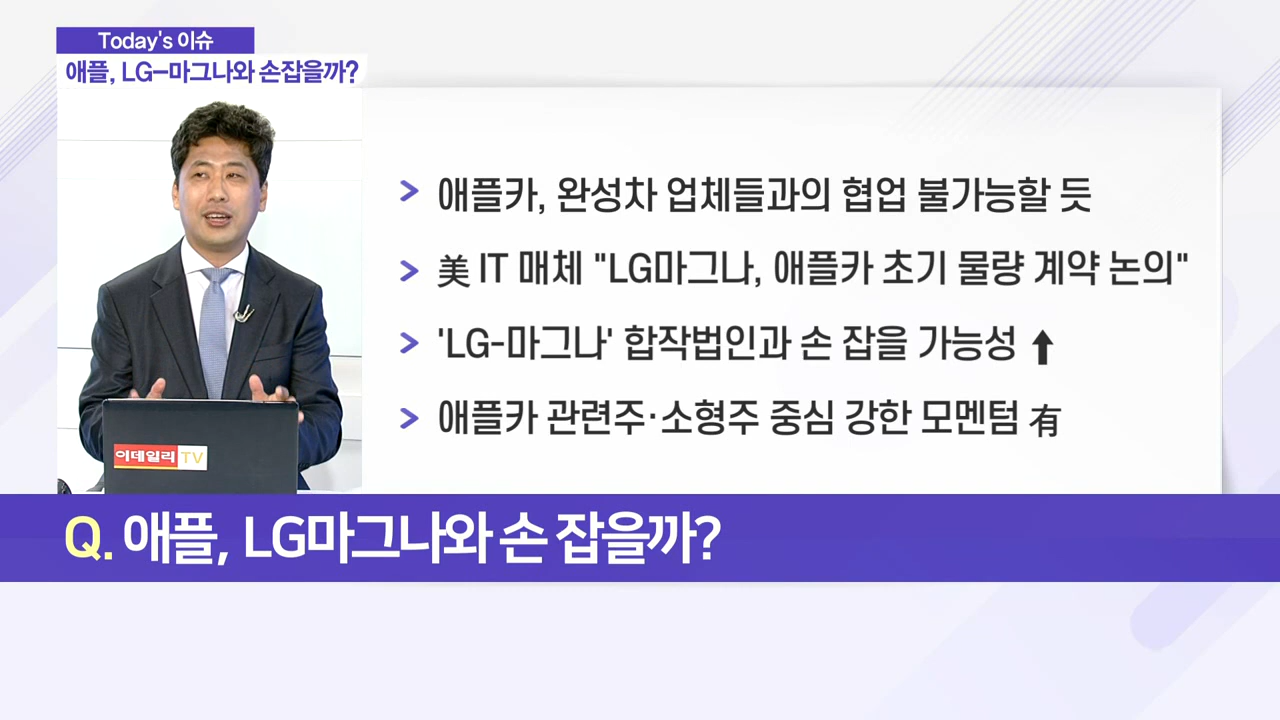 Today's 이슈
애플, LG-마그나와 손잡을까?
애플카, 완성차 업체들과의 협업 불가능할 듯
美 IT 매체 "LG마그나, 애플카 초기 물량 계약 논의"
'LG-마그나' 합작법인과 손 잡을 가능성 ⬆
애플카 관련주·소형주 중심 강한 모멘텀 有
이데일리 TV
Q. 애플, LG마그나와 손 잡을까?